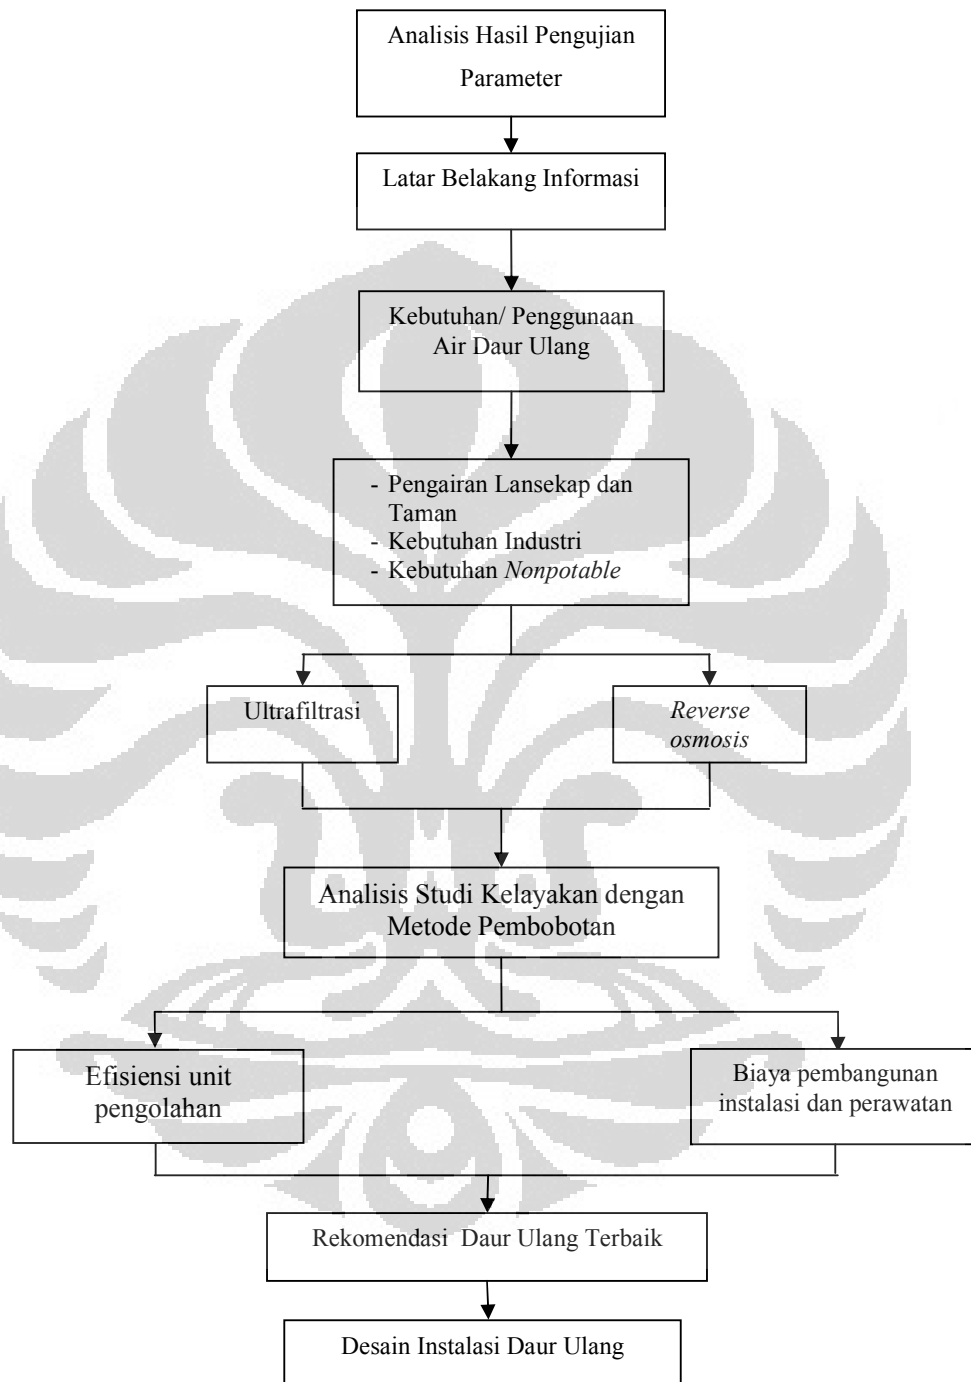 Analisis Hasil Pengujian
Parameter
Latar Belakang Informasi
Kebutuhan/ Penggunaan
Air Daur Ulang
- Pengairan Lansekap dan
Taman
- Kebutuhan Industri
- Kebutuhan Nonpotable
Ultrafiltrasi
Reverse
osmosis
Analisis Studi Kelayakan dengan
Metode Pembobotan
Efisiensi unit
pengolahan
Biaya pembangunan
instalasi dan perawatan
Rekomendasi Daur Ulang Terbaik
Desain Instalasi Daur Ulang